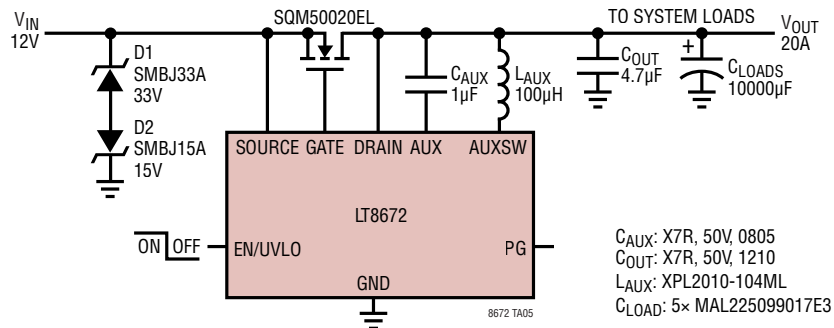 SQM50020EL
TO SYSTEM LOADS
VIN
12V
VOUT
20A
D1
SMBJ33A
33V
D2
SMBJ15A
15V
CAUX
1µF
LAUX
100µH
COUT
4.7µF
+
CLOADS
10000µF
SOURCE GATE DRAIN AUX AUXSW
LT8672
ON OFF
EN/UVLO
PG
GND
8672 TA05
CAUX: X7R, 50V, 0805
COUT: X7R, 50V, 1210
LAUX: XPL2010-104ML
CLOAD: 5× MAL225099017E3